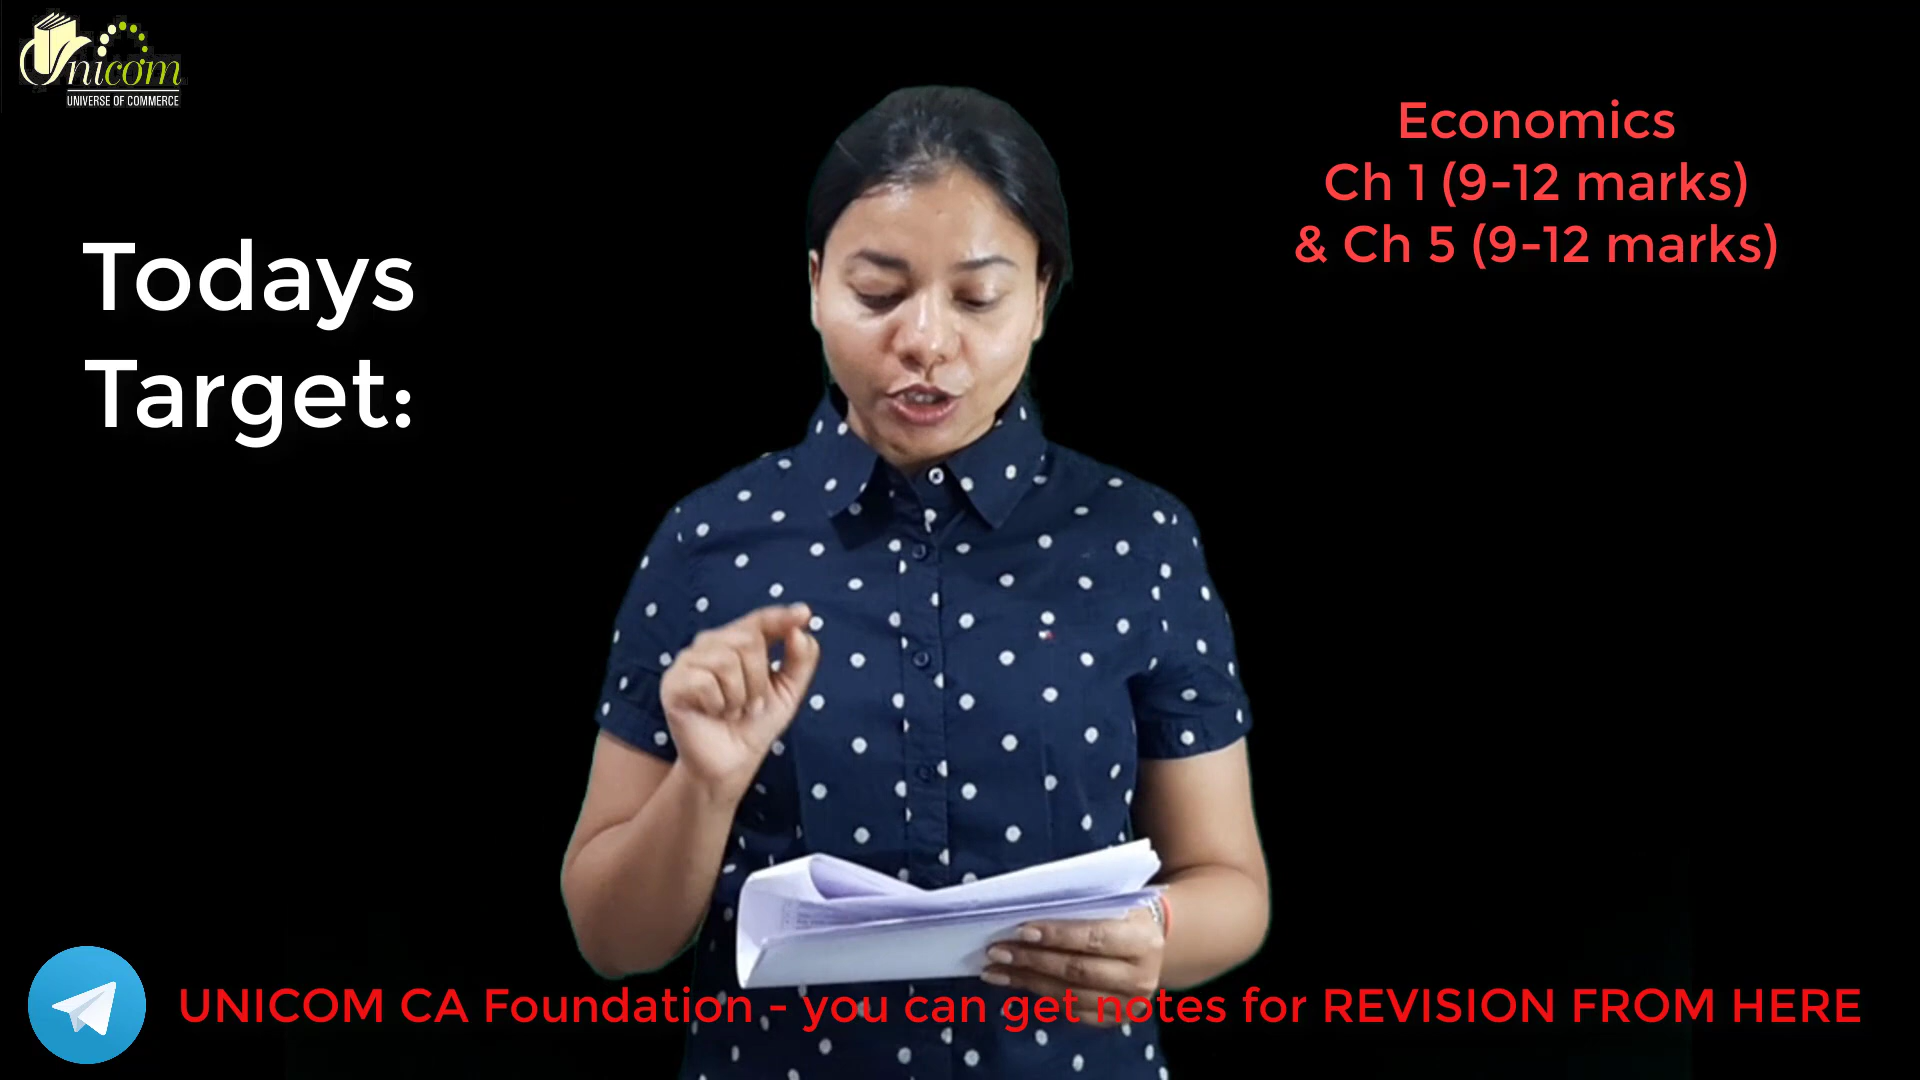 Unicom
UNIVERSE OF COMMERCE
Economics
Ch 1 (9-12 marks)
& Ch 5 (9-12 marks)
Todays
Target:
UNICOM CA Foundation - you can get notes for REVISION FROM HERE